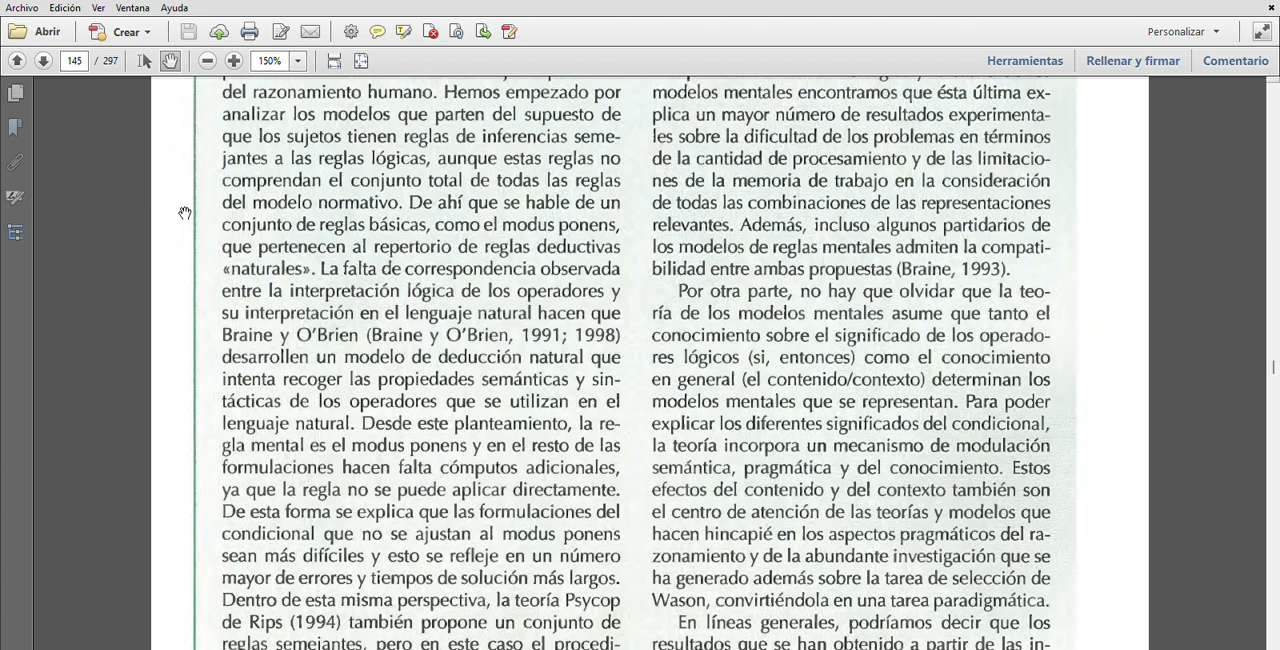 Archivo Edición Ver Ventana Ayuda
Abrir Crear Personalizar
145 / 297 150% Herramientas Rellenar y firmar Comentario
del razonamiento humano. Hemos empezado por
analizar los modelos que parten del supuesto de
que los sujetos tienen reglas de inferencias seme-
jantes a las reglas lógicas, aunque estas reglas no
comprendan el conjunto total de todas las reglas
del modelo normativo. De ahí que se hable de un
conjunto de reglas básicas, como el modus ponens,
que pertenecen al repertorio de reglas deductivas
«naturales». La falta de correspondencia observada
entre la interpretación lógica de los operadores y
su interpretación en el lenguaje natural hacen que
Braine y O'Brien (Braine y O'Brien, 1991; 1998)
desarrollen un modelo de deducción natural que
intenta recoger las propiedades semánticas y sin-
tácticas de los operadores que se utilizan en el
lenguaje natural. Desde este planteamiento, la re-
gla mental es el modus ponens y en el resto de las
formulaciones hacen falta cómputos adicionales,
ya que la regla no se puede aplicar directamente.
De esta forma se explica que las formulaciones del
condicional que no se ajustan al modus ponens
sean más difíciles y esto se refleje en un número
mayor de errores y tiempos de solución más largos.
Dentro de esta misma perspectiva, la teoría Psycop
de Rips (1994) también propone un conjunto de
reglas semejantes, pero en este caso el procedi-
modelos mentales encontramos que ésta última ex-
plica un mayor número de resultados experimenta-
les sobre la dificultad de los problemas en términos
de la cantidad de procesamiento y de las limitacio-
nes de la memoria de trabajo en la consideración
de todas las combinaciones de las representaciones
relevantes. Además, incluso algunos partidarios de
los modelos de reglas mentales admiten la compati-
bilidad entre ambas propuestas (Braine, 1993).
Por otra parte, no hay que olvidar que la teo-
ría de los modelos mentales asume que tanto el
conocimiento sobre el significado de los operado-
res lógicos (si, entonces) como el conocimiento
en general (el contenido/contexto) determinan los
modelos mentales que se representan. Para poder
explicar los diferentes significados del condicional,
la teoría incorpora un mecanismo de modulación
semántica, pragmática y del conocimiento. Estos
efectos del contenido y del contexto también son
el centro de atención de las teorías y modelos que
hacen hincapié en los aspectos pragmáticos del ra-
zonamiento y de la abundante investigación que se
ha generado además sobre la tarea de selección de
Wason, convirtiéndola en una tarea paradigmática.
En líneas generales, podríamos decir que los
resultados que se han obtenido a partir de las in-